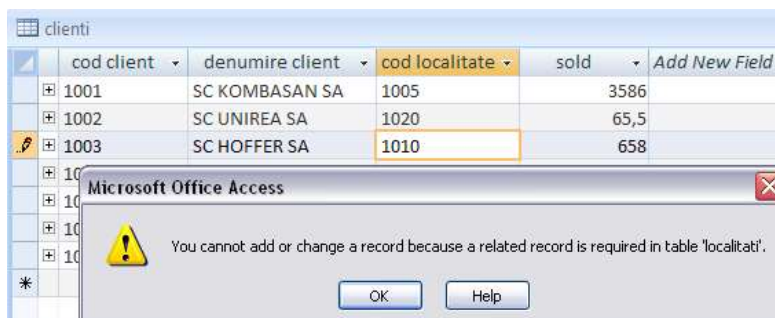 clienti
cod client denumire client cod localitate sold Add New Field
1001 SC KOMBASAN SA 1005 3586
1002 SC UNIREA SA 1020 65,5
1003 SC HOFFER SA 1010 658
Microsoft Office Access
You cannot add or change a record because a related record is required in table 'localitati'.
OK Help